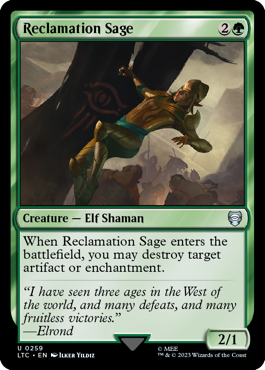 Reclamation Sage 2
Creature — Elf Shaman
When Reclamation Sage enters the
battlefield, you may destroy target
artifact or enchantment.
“I have seen three ages in the West of
the world, and many defeats, and many
fruitless victories.”
—Elrond
2/1
U 0259
LTC • EN İLKER YILDIZ
© MEE
™ & © 2023 Wizards of the Coast